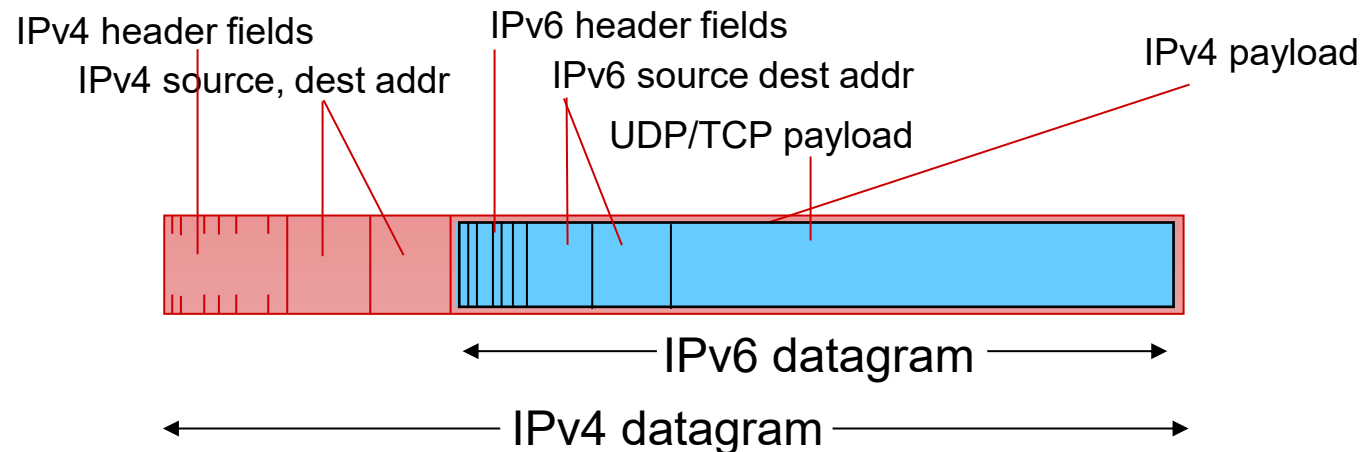 IPv4 header fields
IPv6 header fields
IPv4 payload
IPv4 source, dest addr
IPv6 source dest addr
UDP/TCP payload
IPv6 datagram
IPv4 datagram